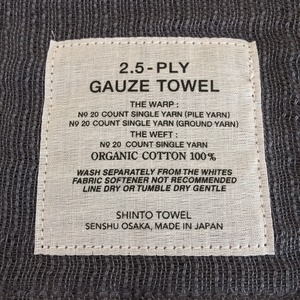 2.5-PLY
GAUZE TOWEL
THE WARP :
No 20 COUNT SINGLE YARN (PILE YARN)
No 20 COUNT SINGLE YARN (GROUND YARN)
THE WEFT :
No 20 COUNT SINGLE YARN
ORGANIC COTTON 100%
WASH SEPARATELY FROM THE WHITES
FABRIC SOFTENER NOT RECOMMENDED
LINE DRY OR TUMBLE DRY GENTLE
SHINTO TOWEL
SENSHU OSAKA, MADE IN JAPAN